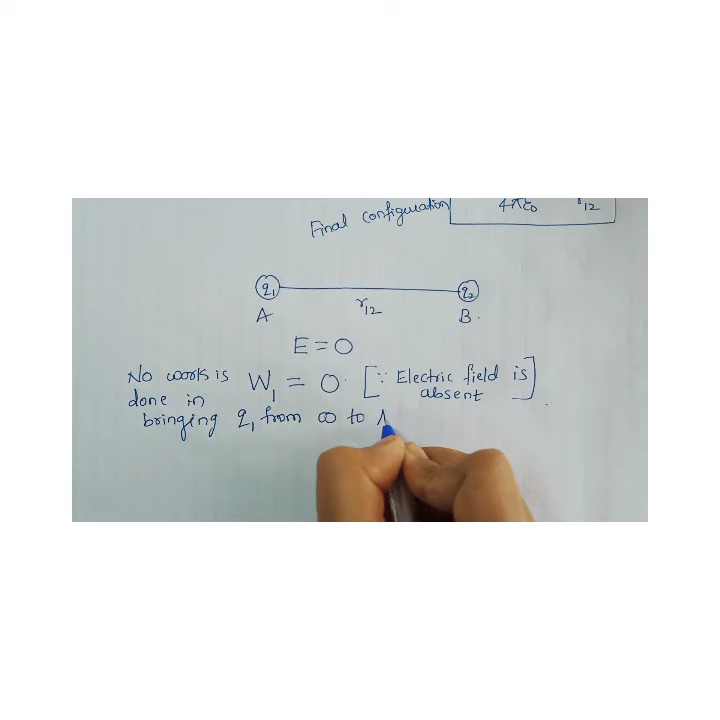 Final configuration
4πε0 r12
q1 q2
r12
A B.
E = 0
No work is W1 = 0. [∵ Electric field is
done in absent] .
bringing q1 from ∞ to A